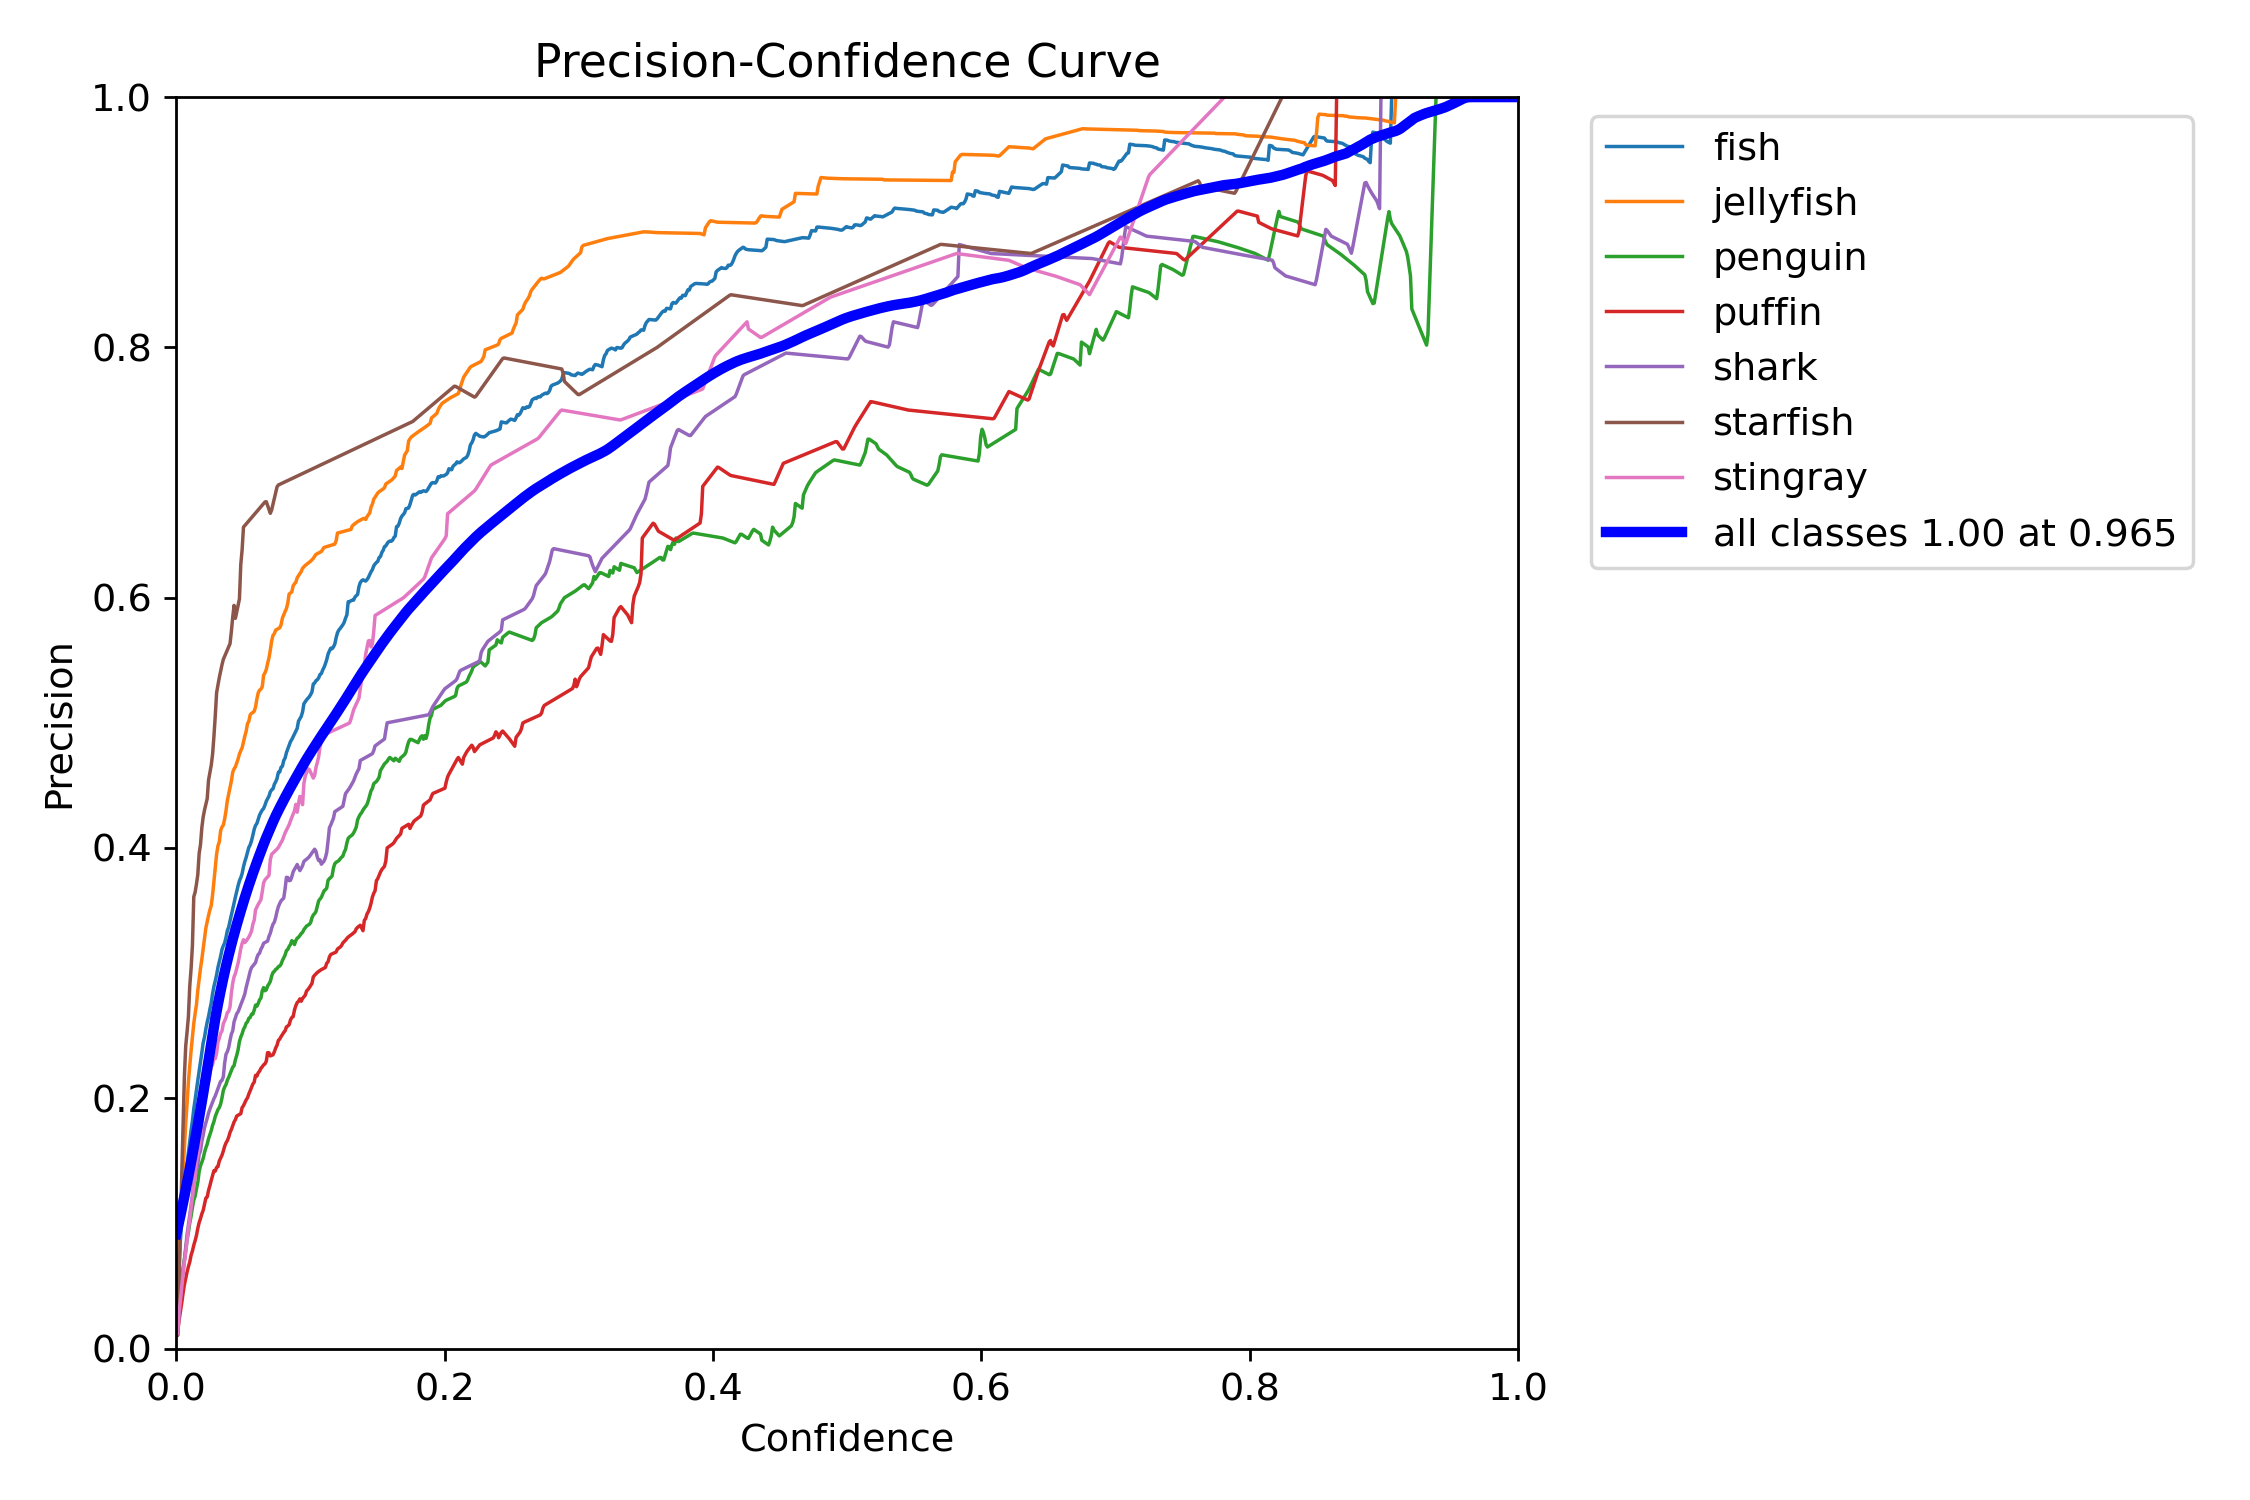 Precision-Confidence Curve
1.0
0.8
0.6
0.4
0.2
0.0
Precision
0.0 0.2 0.4 0.6 0.8 1.0
Confidence
fish
jellyfish
penguin
puffin
shark
starfish
stingray
all classes 1.00 at 0.965